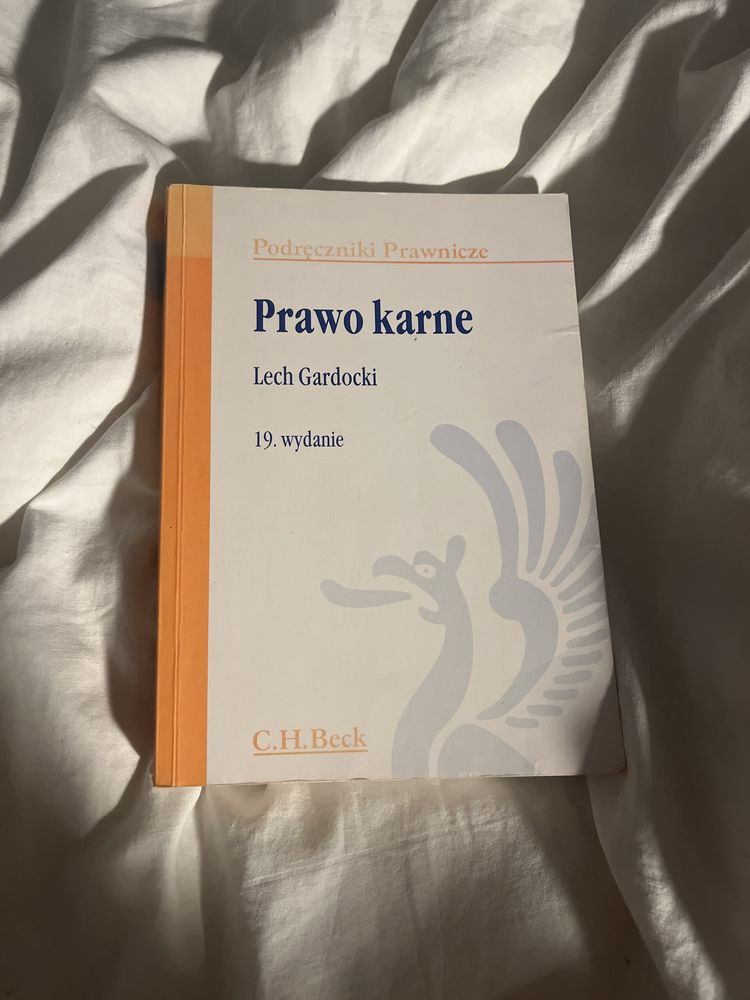 Podręczniki Prawnicze
Prawo karne
Lech Gardocki
19. wydanie
C.H.Beck